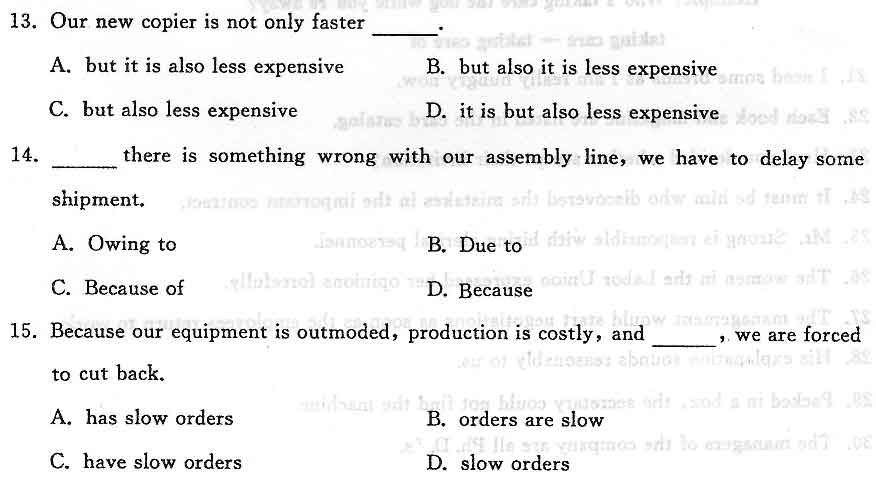 13. Our new copier is not only faster ______.
A. but it is also less expensive B. but also it is less expensive
C. but also less expensive D. it is but also less expensive
14. ______ there is something wrong with our assembly line, we have to delay some
shipment.
A. Owing to B. Due to
C. Because of D. Because
15. Because our equipment is outmoded, production is costly, and ______, we are forced
to cut back.
A. has slow orders B. orders are slow
C. have slow orders D. slow orders